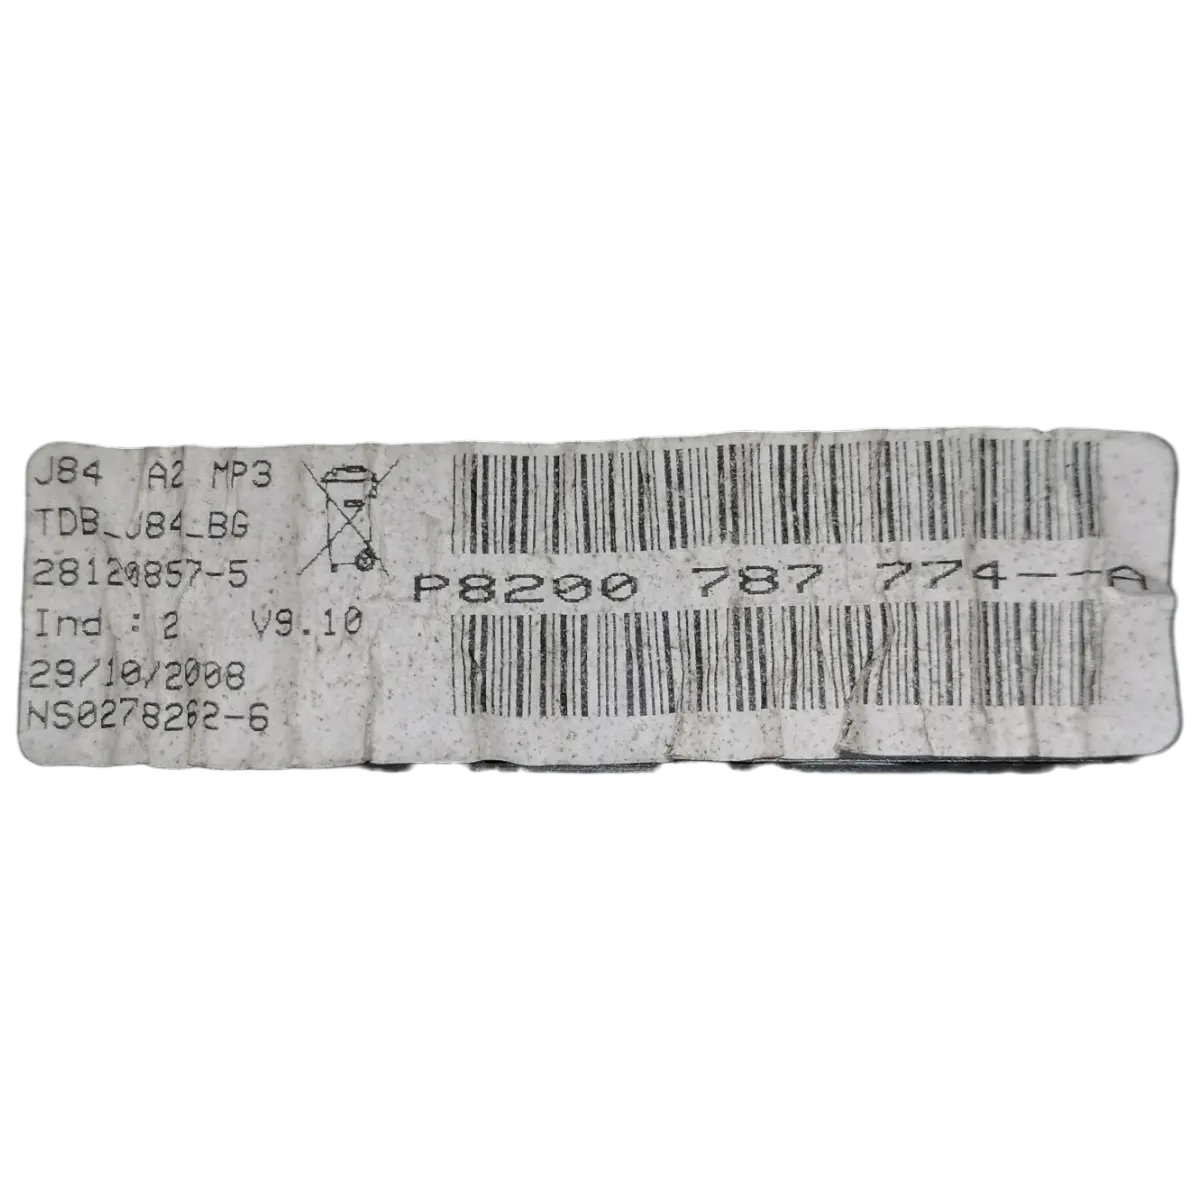 J84 A2 MP3
TDB_J84_BG
28120857-5
Ind : 2 V9.10
29/10/2008
NS0278262-6
P8200 787 774--A